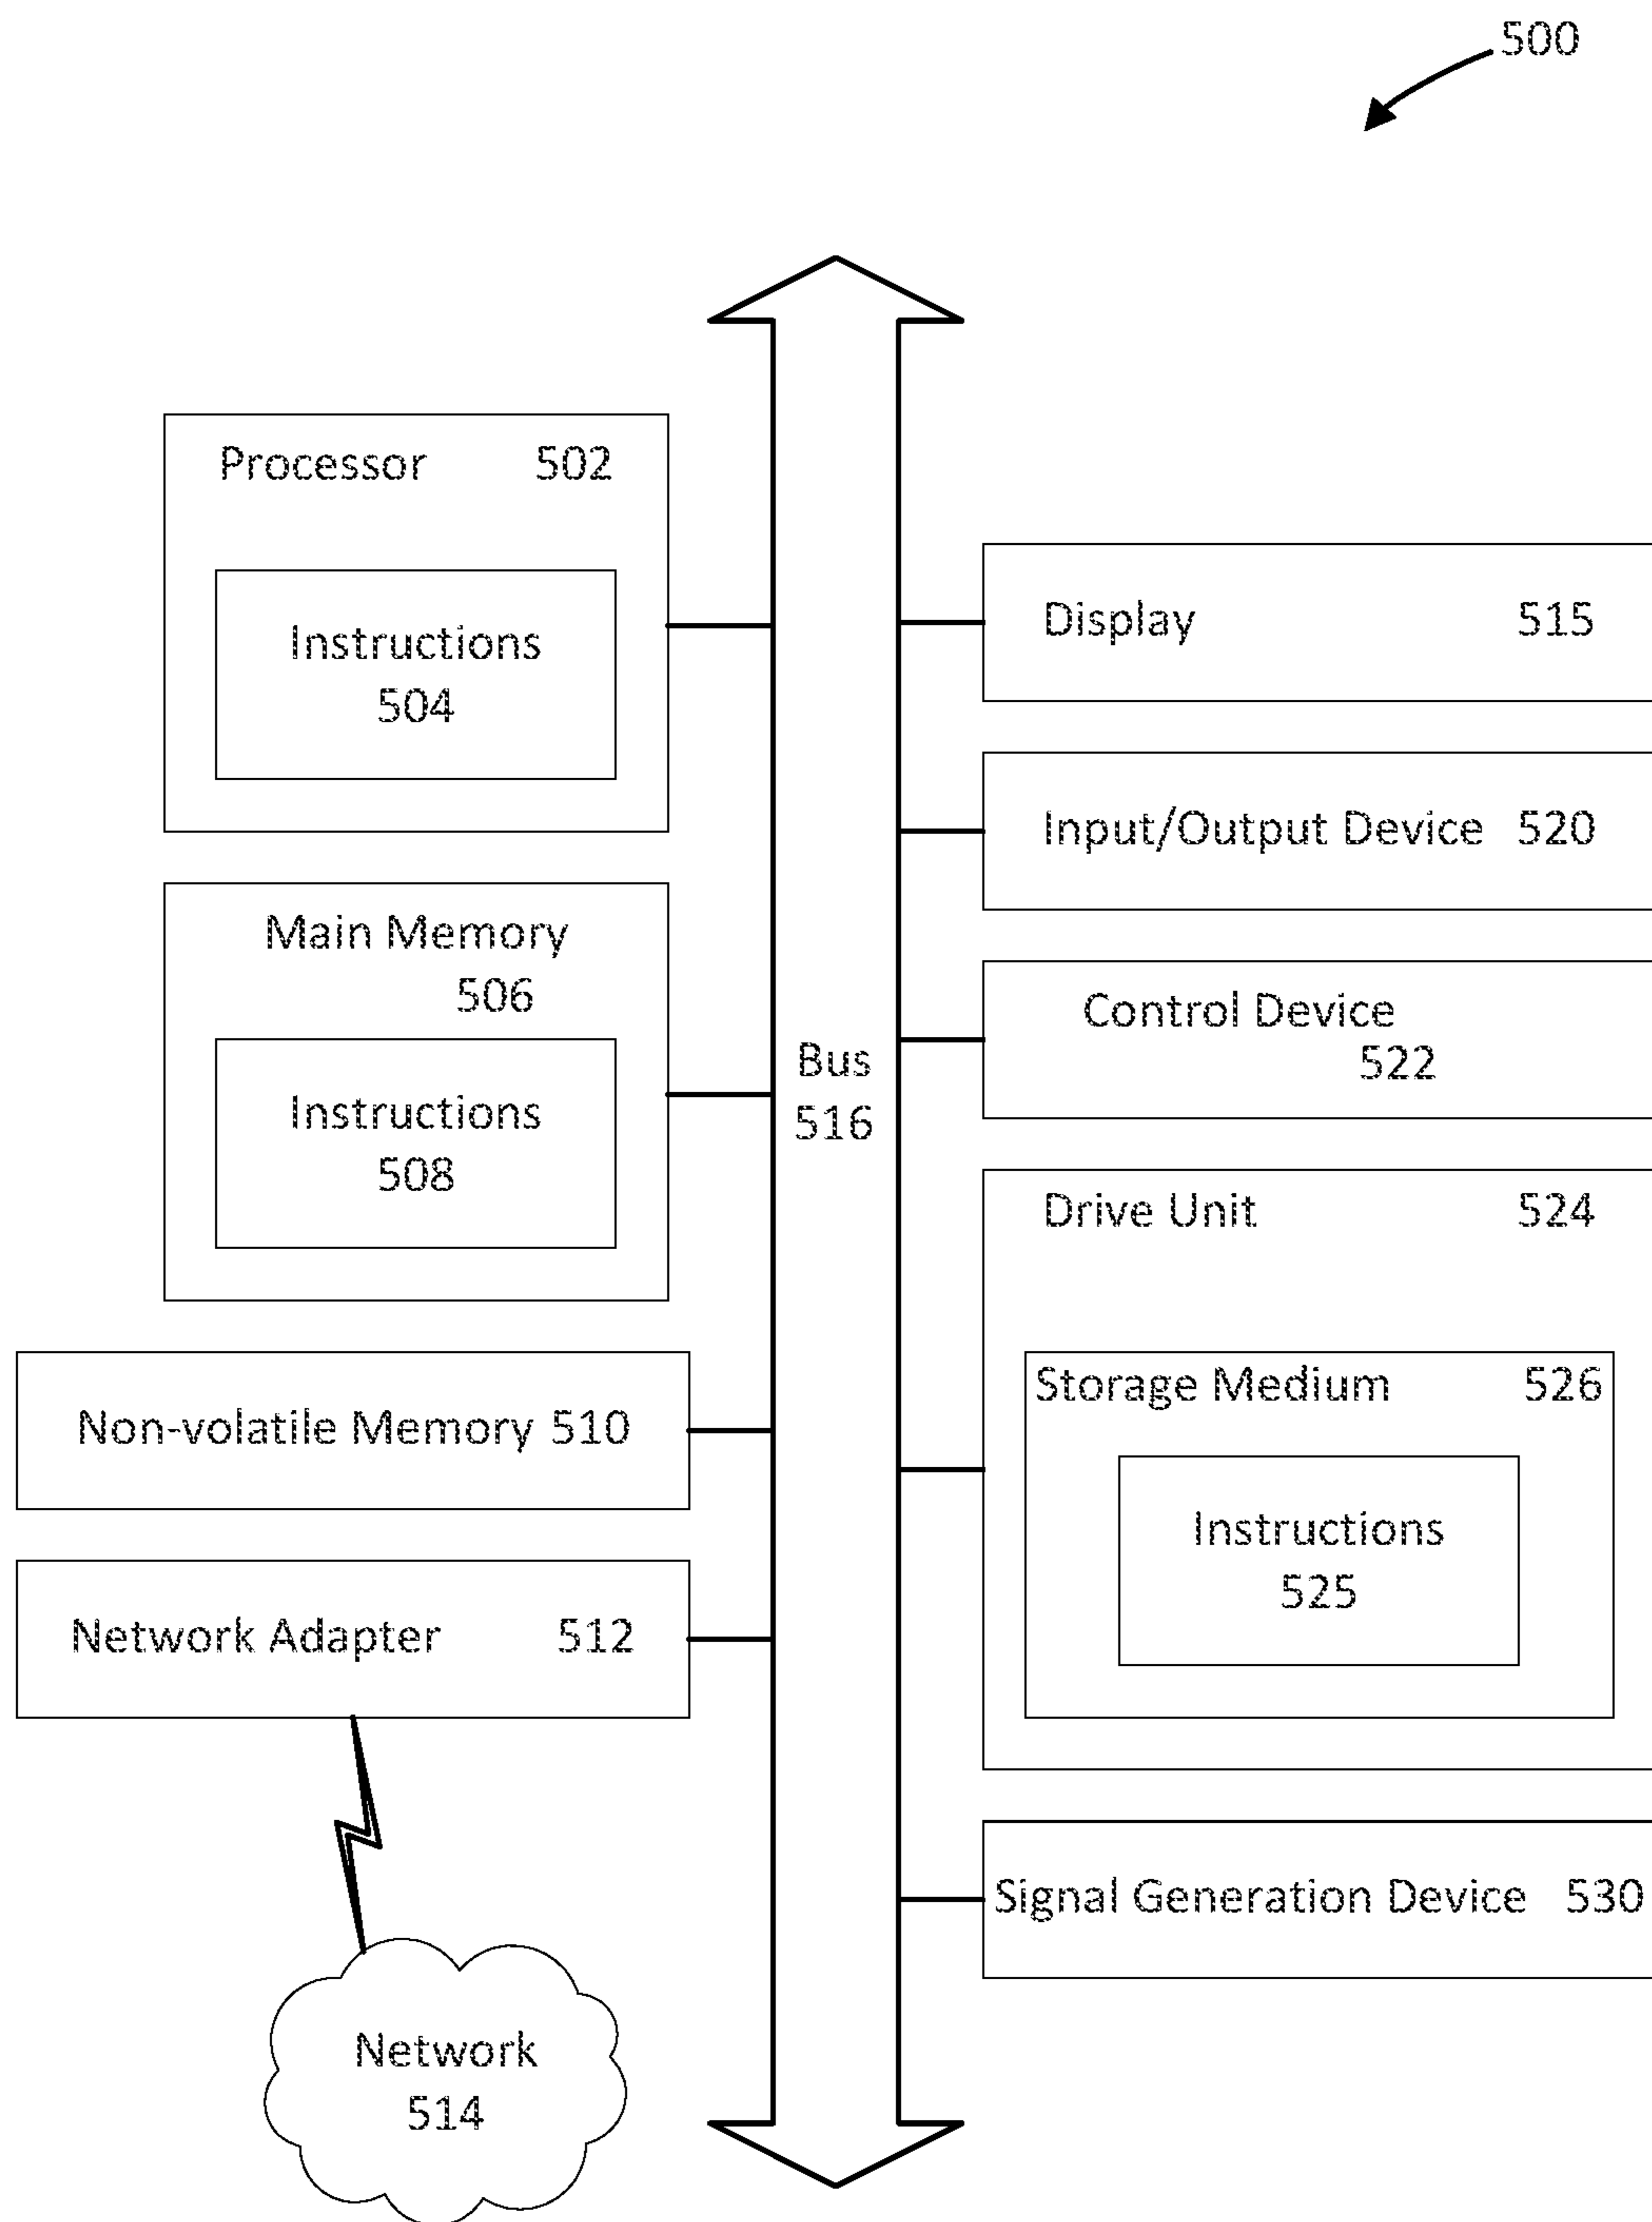 500
Processor 502
Instructions
504
Main Memory
506
Instructions
508
Non-volatile Memory 510
Network Adapter 512
Network
514
Bus
516
Display 515
Input/Output Device 520
Control Device
522
Drive Unit 524
Storage Medium 526
Instructions
525
Signal Generation Device 530